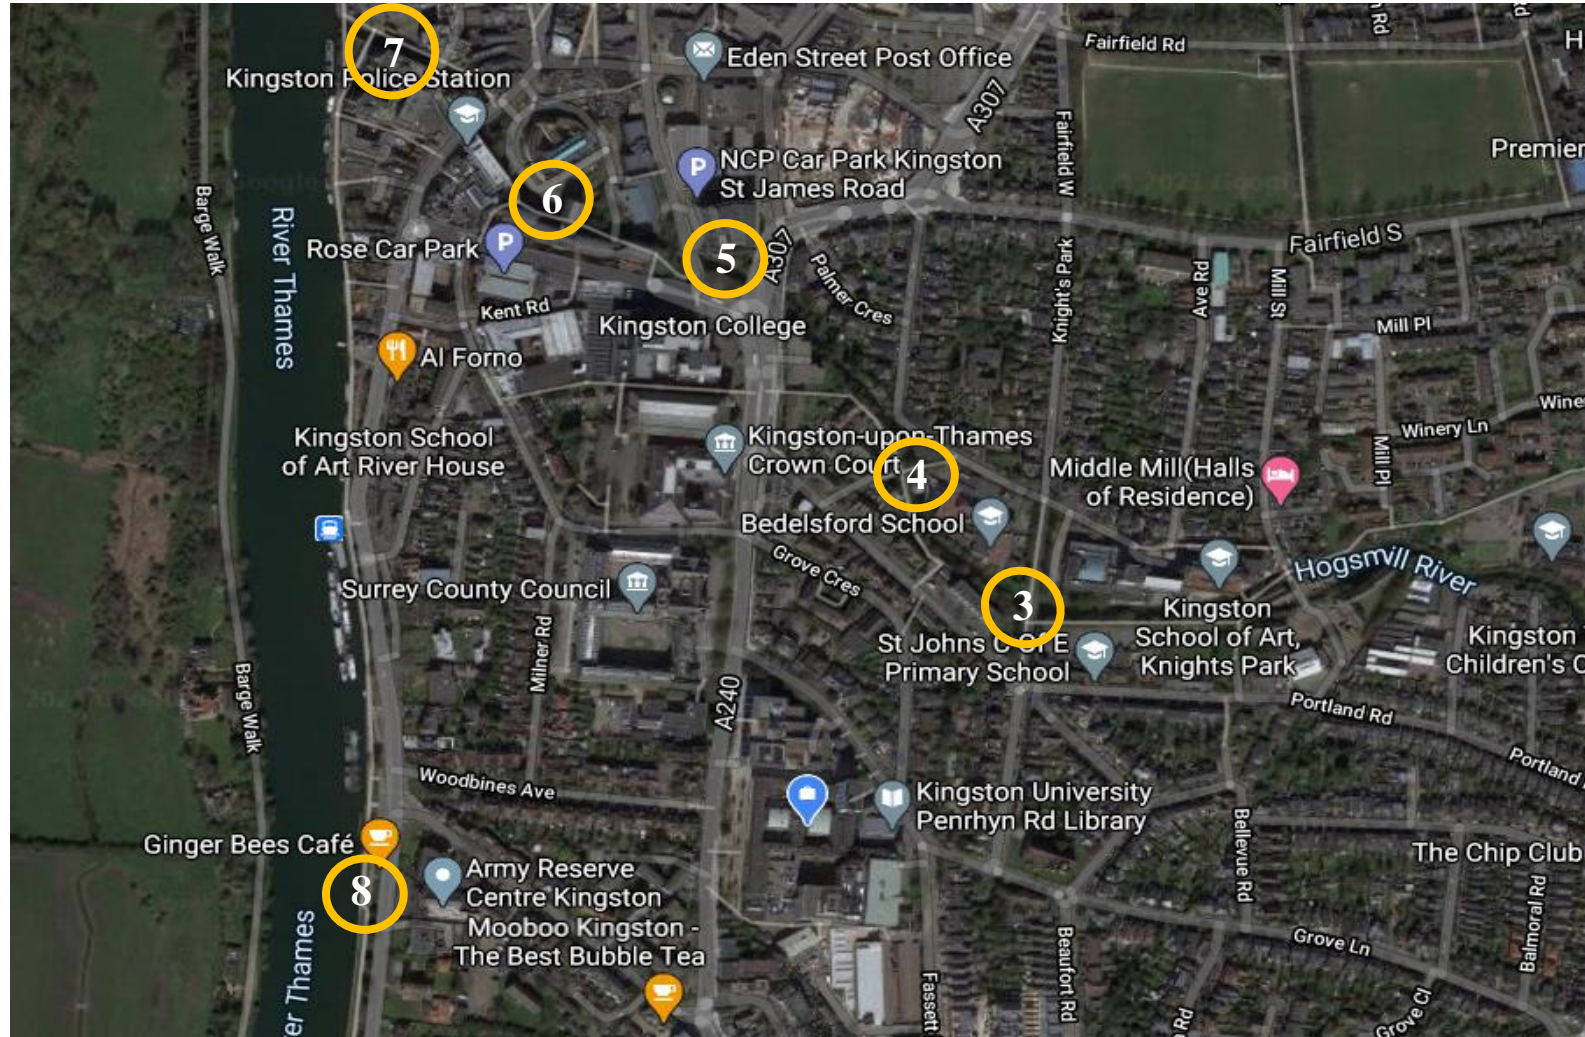 7
Kingston Police Station
Eden Street Post Office
Fairfield Rd
Rd
A307
Fairfield W
NCP Car Park Kingston
St James Road
Premier
Barge Walk
River Thames
6
Rose Car Park
5
A307
Palmer Cres
Knight's Park
Fairfield S
Ave Rd
Mill St
Mill Pl
Kent Rd
Kingston College
Al Forno
Kingston School
of Art River House
Kingston-upon-Thames
Crown Court
4
Winery Ln
Wine
Mill Pl
Middle Mill(Halls
of Residence)
Bedelsford School
Grove Cres
Hogsmill River
Surrey County Council
3
St Johns C Of E
Primary School
Kingston
School of Art,
Knights Park
Kingston
Children's C
Milner Rd
Barge Walk
A240
Portland Rd
Portland
Woodbines Ave
Kingston University
Penrhyn Rd Library
Bellevue Rd
Ginger Bees Café
8
Army Reserve
Centre Kingston
Mooboo Kingston -
The Best Bubble Tea
The Chip Club
Balmoral Rd
Grove Ln
Beaufort Rd
Fassett
er Thames
Rd
Grove Cl